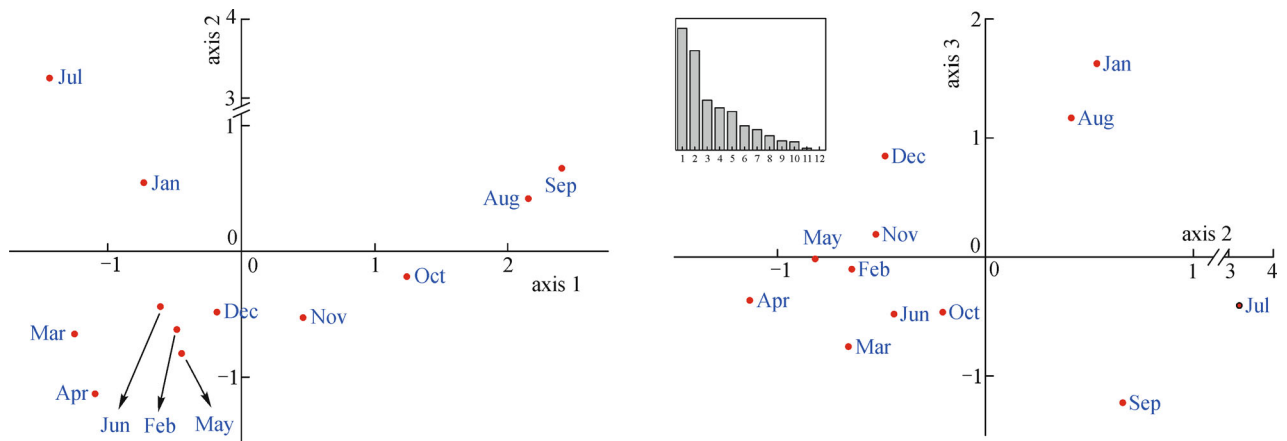 4
axis 2
Jul
3
1
Jan
Sep
Aug
0
−1
0
1
2
axis 1
Oct
Dec
Nov
Mar
−1
Apr
Jun
Feb
May
2
axis 3
Jan
1
Aug
Dec
1 2 3 4 5 6 7 8 9 10 11 12
Nov
May
0
axis 2
−1
Feb
0
1
3
4
Apr
Jun
Oct
Jul
Mar
−1
Sep